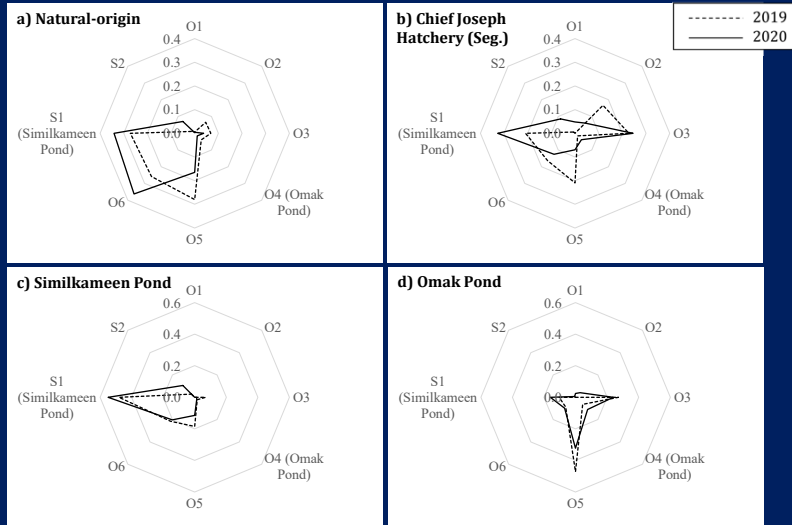 a) Natural-origin
O1
0.4
0.3
0.2
0.1
0.0
O2
O3
O4 (Omak
Pond)
O5
O6
S1
(Similkameen
Pond)
S2
b) Chief Joseph
Hatchery (Seg.)
O1
0.4
0.3
0.2
0.1
0.0
O2
O3
O4 (Omak
Pond)
O5
O6
S1
(Similkameen
Pond)
S2
2019
2020
c) Similkameen Pond
O1
0.6
0.4
0.2
0.0
O2
O3
O4 (Omak
Pond)
O5
O6
S1
(Similkameen
Pond)
S2
d) Omak Pond
O1
0.6
0.4
0.2
0.0
O2
O3
O4 (Omak
Pond)
O5
O6
S1
(Similkameen
Pond)
S2